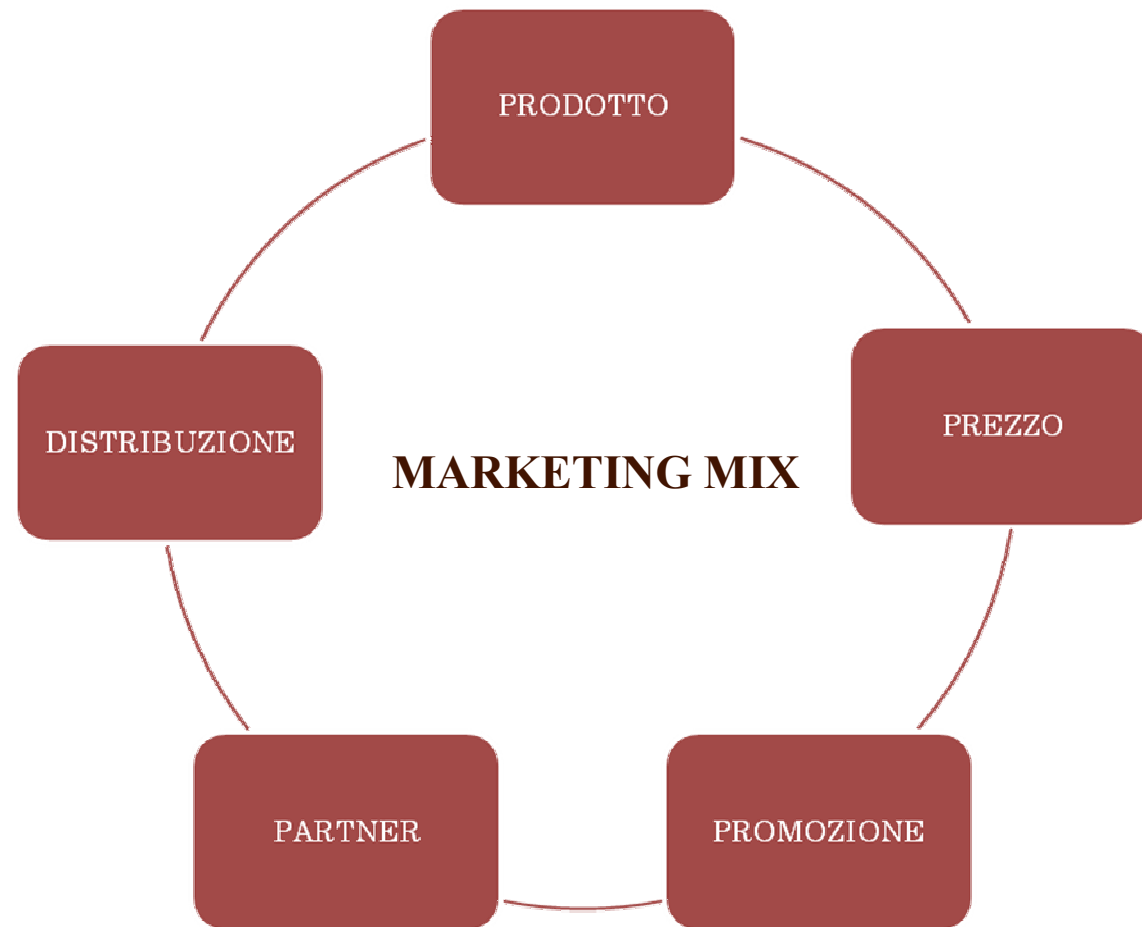 PRODOTTO
PREZZO
DISTRIBUZIONE
MARKETING MIX
PARTNER
PROMOZIONE